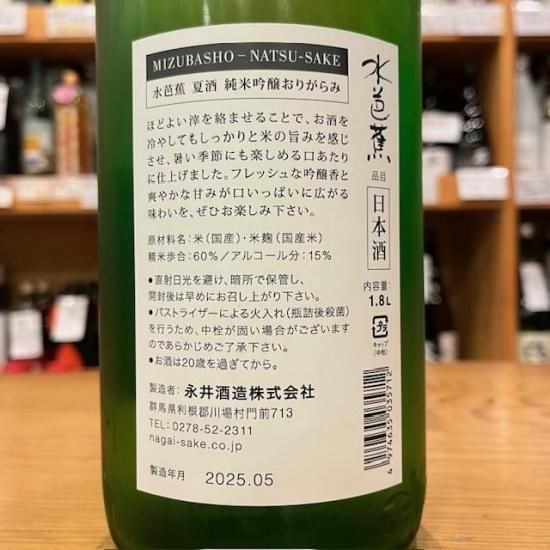 MIZUBASHO – NATSU-SAKE
水芭蕉 夏酒 純米吟醸おりがらみ
ほどよい滓を絡ませることで、お酒を
冷やしてもしっかりと米の旨みを感じ
させ、暑い季節にも楽しめる口あたり
に仕上げました。フレッシュな吟醸香と
爽やかな甘みが口いっぱいに広がる
味わいを、ぜひお楽しみ下さい。
原材料名:米(国産)・米麹(国産米)
精米歩合:60%/アルコール分:15%
●直射日光を避け、暗所で保管し、
開封後は早めにお召し上がり下さい。
●パストライザーによる火入れ(瓶詰後殺菌)
を行うため、中栓が固い場合がございます
のであらかじめご了承下さい。
●お酒は20歳を過ぎてから。
製造者:永井酒造株式会社
群馬県利根郡川場村門前713
TEL:0278-52-2311
nagai-sake.co.jp
製造年月 2025.05
水芭蕉
品目
日本酒
内容量:
1.8L
プラ
キャップ
(中栓)
4 974635 035712